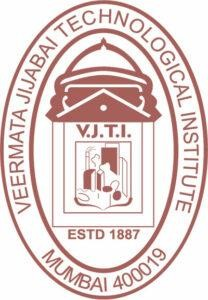 VEERMATA JIJABAI TECHNOLOGICAL INSTITUTE
V.J.T.I.
ESTD 1887
MUMBAI 400019